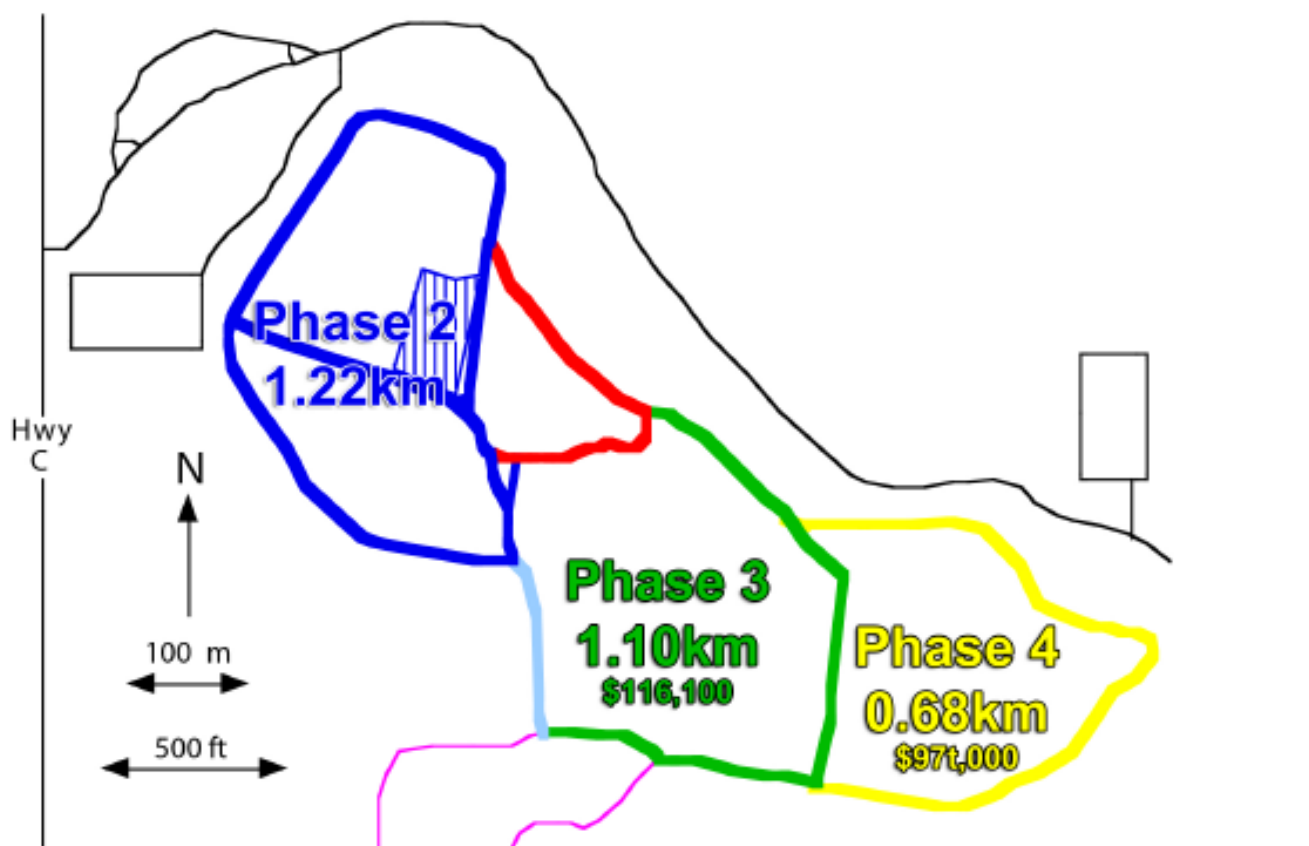 Phase 2
1.22km
Hwy
C
N
Phase 3
1.10km
$116,100
Phase 4
0.68km
$97t,000
100 m
500 ft